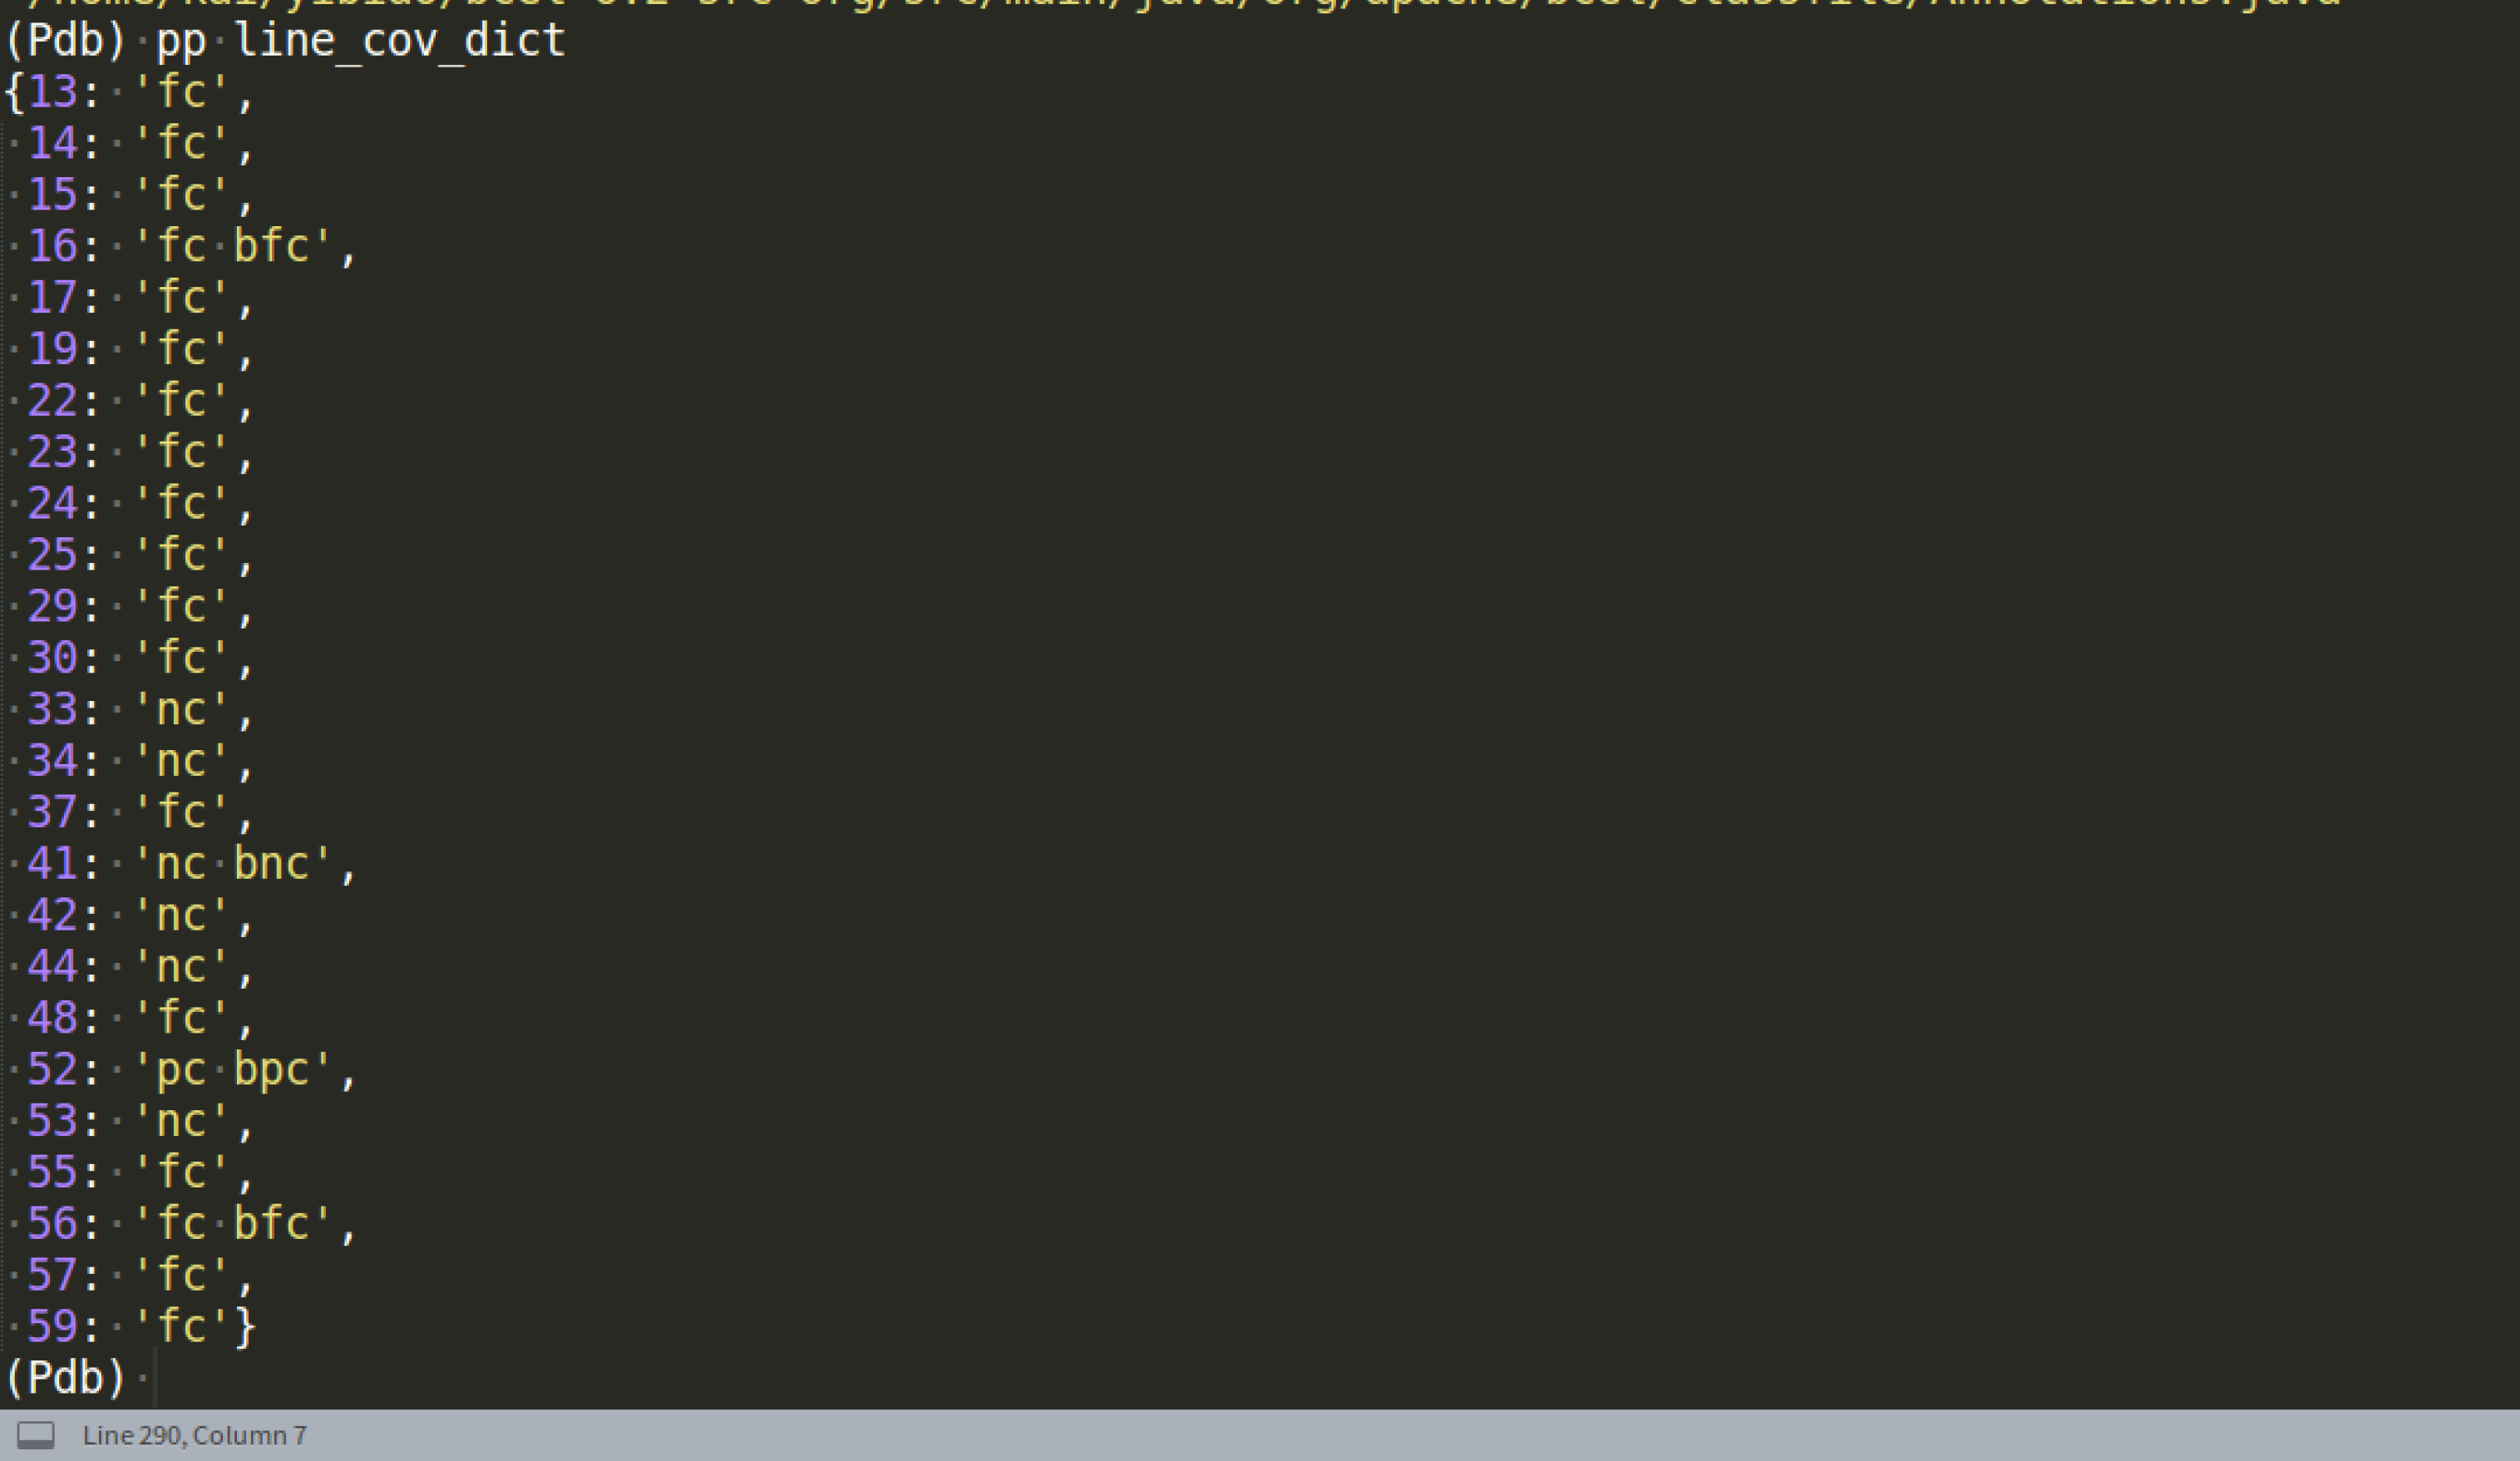 (Pdb) pp line_cov_dict
{13: 'fc',
 14: 'fc',
 15: 'fc',
 16: 'fc bfc',
 17: 'fc',
 19: 'fc',
 22: 'fc',
 23: 'fc',
 24: 'fc',
 25: 'fc',
 29: 'fc',
 30: 'fc',
 33: 'nc',
 34: 'nc',
 37: 'fc',
 41: 'nc bnc',
 42: 'nc',
 44: 'nc',
 48: 'fc',
 52: 'pc bpc',
 53: 'nc',
 55: 'fc',
 56: 'fc bfc',
 57: 'fc',
 59: 'fc'}
(Pdb)
Line 290, Column 7